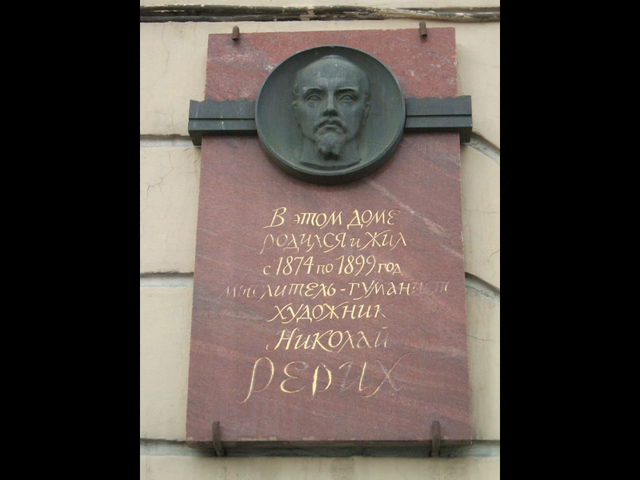 В этом доме
родился и жил
с 1874 по 1899 год
мыслитель-гуманист
художник
Николай
Рерих